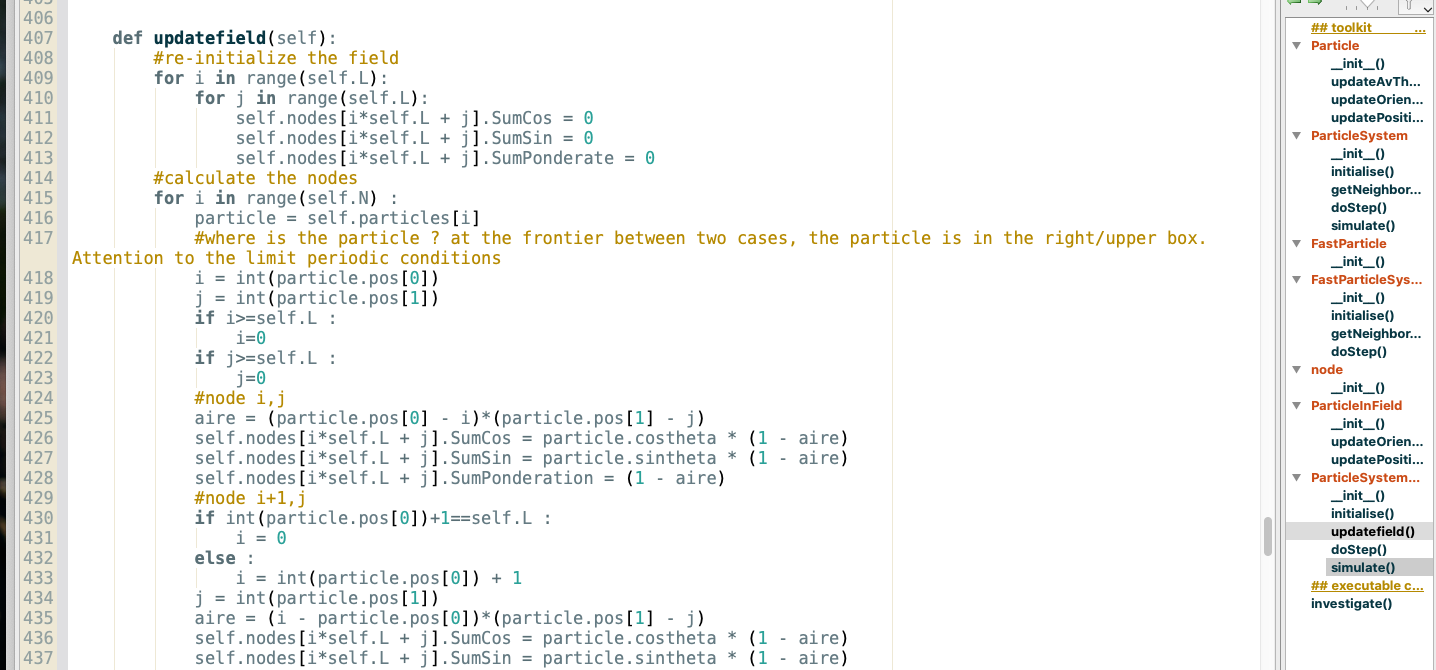 406
407 def updatefield(self):
408 #re-initialize the field
409 for i in range(self.L):
410 for j in range(self.L):
411 self.nodes[i*self.L + j].SumCos = 0
412 self.nodes[i*self.L + j].SumSin = 0
413 self.nodes[i*self.L + j].SumPonderate = 0
414 #calculate the nodes
415 for i in range(self.N) :
416 particle = self.particles[i]
417 #where is the particle ? at the frontier between two cases, the particle is in the right/upper box.
Attention to the limit periodic conditions
418 i = int(particle.pos[0])
419 j = int(particle.pos[1])
420 if i>=self.L :
421 i=0
422 if j>=self.L :
423 j=0
424 #node i,j
425 aire = (particle.pos[0] - i)*(particle.pos[1] - j)
426 self.nodes[i*self.L + j].SumCos = particle.costheta * (1 - aire)
427 self.nodes[i*self.L + j].SumSin = particle.sintheta * (1 - aire)
428 self.nodes[i*self.L + j].SumPonderation = (1 - aire)
429 #node i+1,j
430 if int(particle.pos[0])+1==self.L :
431 i = 0
432 else :
433 i = int(particle.pos[0]) + 1
434 j = int(particle.pos[1])
435 aire = (i - particle.pos[0])*(particle.pos[1] - j)
436 self.nodes[i*self.L + j].SumCos = particle.costheta * (1 - aire)
437 self.nodes[i*self.L + j].SumSin = particle.sintheta * (1 - aire)
## toolkit ...
Particle
__init__()
updateAvTh...
updateOrien...
updatePositi...
ParticleSystem
__init__()
initialise()
getNeighbor...
doStep()
simulate()
FastParticle
__init__()
FastParticleSys...
__init__()
initialise()
getNeighbor...
doStep()
node
__init__()
ParticleInField
__init__()
updateOrien...
updatePositi...
ParticleSystem...
__init__()
initialise()
updatefield()
doStep()
simulate()
## executable c...
investigate()